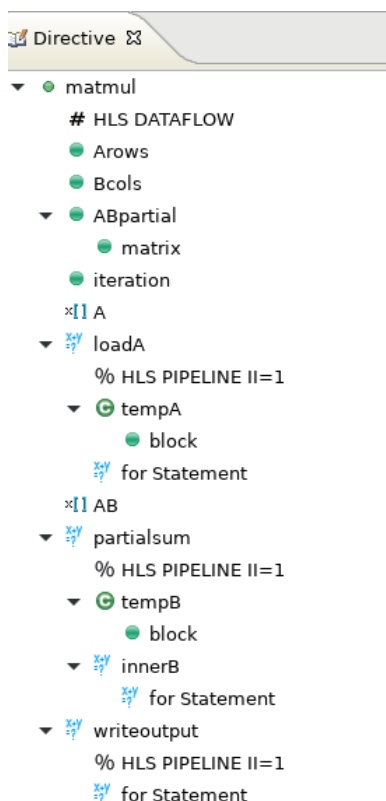 Directive
matmul
# HLS DATAFLOW
Arows
Bcols
ABpartial
matrix
iteration
×[] A
x+y=? loadA
% HLS PIPELINE II=1
C tempA
block
x+y=? for Statement
×[] AB
x+y=? partialsum
% HLS PIPELINE II=1
C tempB
block
x+y=? innerB
x+y=? for Statement
x+y=? writeoutput
% HLS PIPELINE II=1
x+y=? for Statement